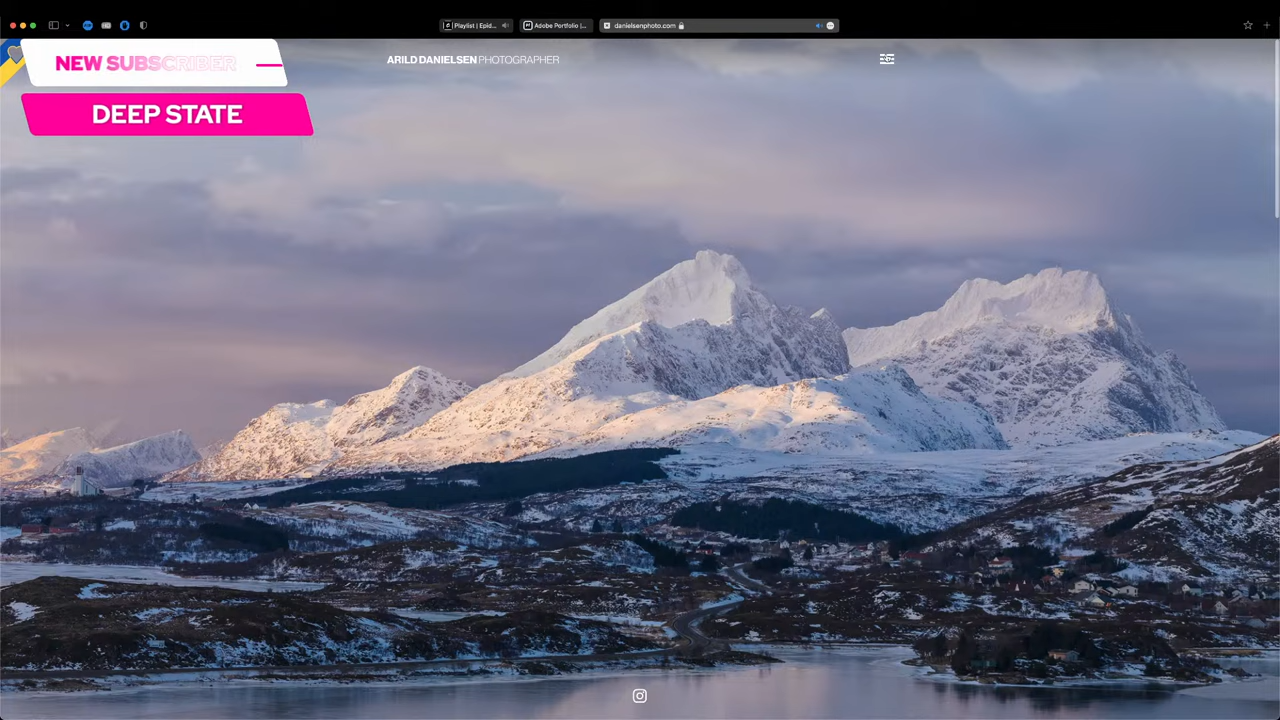 Playlist | Epid...
Adobe Portfolio |...
danielsenphoto.com
NEW SUBSCRIBER
ARILD DANIELSEN PHOTOGRAPHER
DEEP STATE